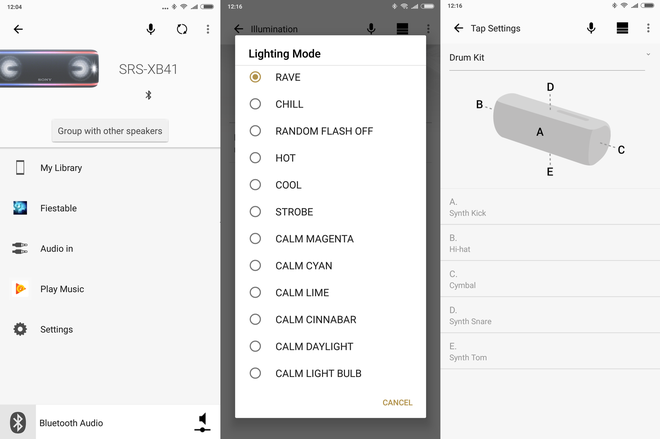 12:04
SONY
SRS-XB41
Group with other speakers
My Library
Fiestable
Audio in
Play Music
Settings
Bluetooth Audio
12:16
Illumination
Lighting Mode
RAVE
CHILL
RANDOM FLASH OFF
HOT
COOL
STROBE
CALM MAGENTA
CALM CYAN
CALM LIME
CALM CINNABAR
CALM DAYLIGHT
CALM LIGHT BULB
CANCEL
12:16
Tap Settings
Drum Kit
D
B
A
C
E
A.
Synth Kick
B.
Hi-hat
C.
Cymbal
D.
Synth Snare
E.
Synth Tom